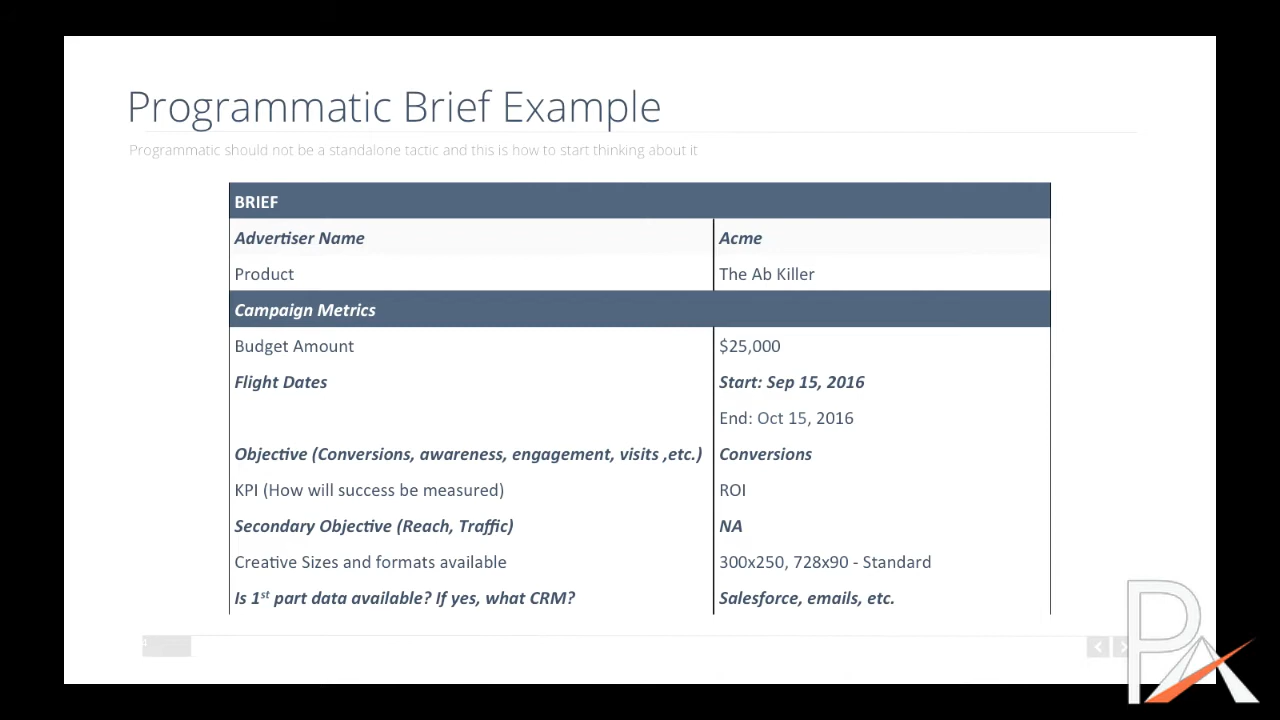 Programmatic Brief Example
Programmatic should not be a standalone tactic and this is how to start thinking about it
BRIEF
Advertiser Name Acme
Product The Ab Killer
Campaign Metrics
Budget Amount $25,000
Flight Dates Start: Sep 15, 2016
End: Oct 15, 2016
Objective (Conversions, awareness, engagement, visits ,etc.) Conversions
KPI (How will success be measured) ROI
Secondary Objective (Reach, Traffic) NA
Creative Sizes and formats available 300x250, 728x90 - Standard
Is 1st part data available? If yes, what CRM? Salesforce, emails, etc.
PA